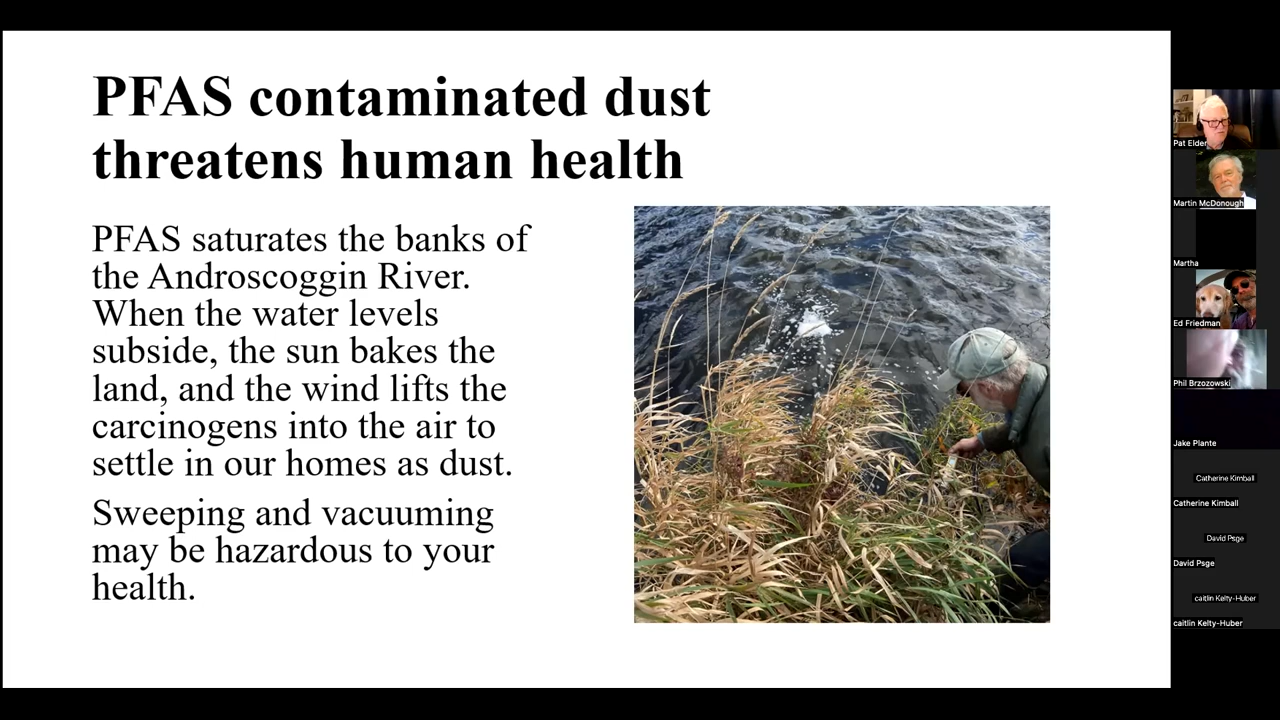 PFAS contaminated dust
threatens human health
PFAS saturates the banks of
the Androscoggin River.
When the water levels
subside, the sun bakes the
land, and the wind lifts the
carcinogens into the air to
settle in our homes as dust.
Sweeping and vacuuming
may be hazardous to your
health.
Pat Elder
Martin McDonough
Martha
Ed Friedman
Phil Brzozowski
Jake Plante
Catherine Kimball
Catherine Kimball
David Psge
David Psge
caitlin Kelty-Huber
caitlin Kelty-Huber